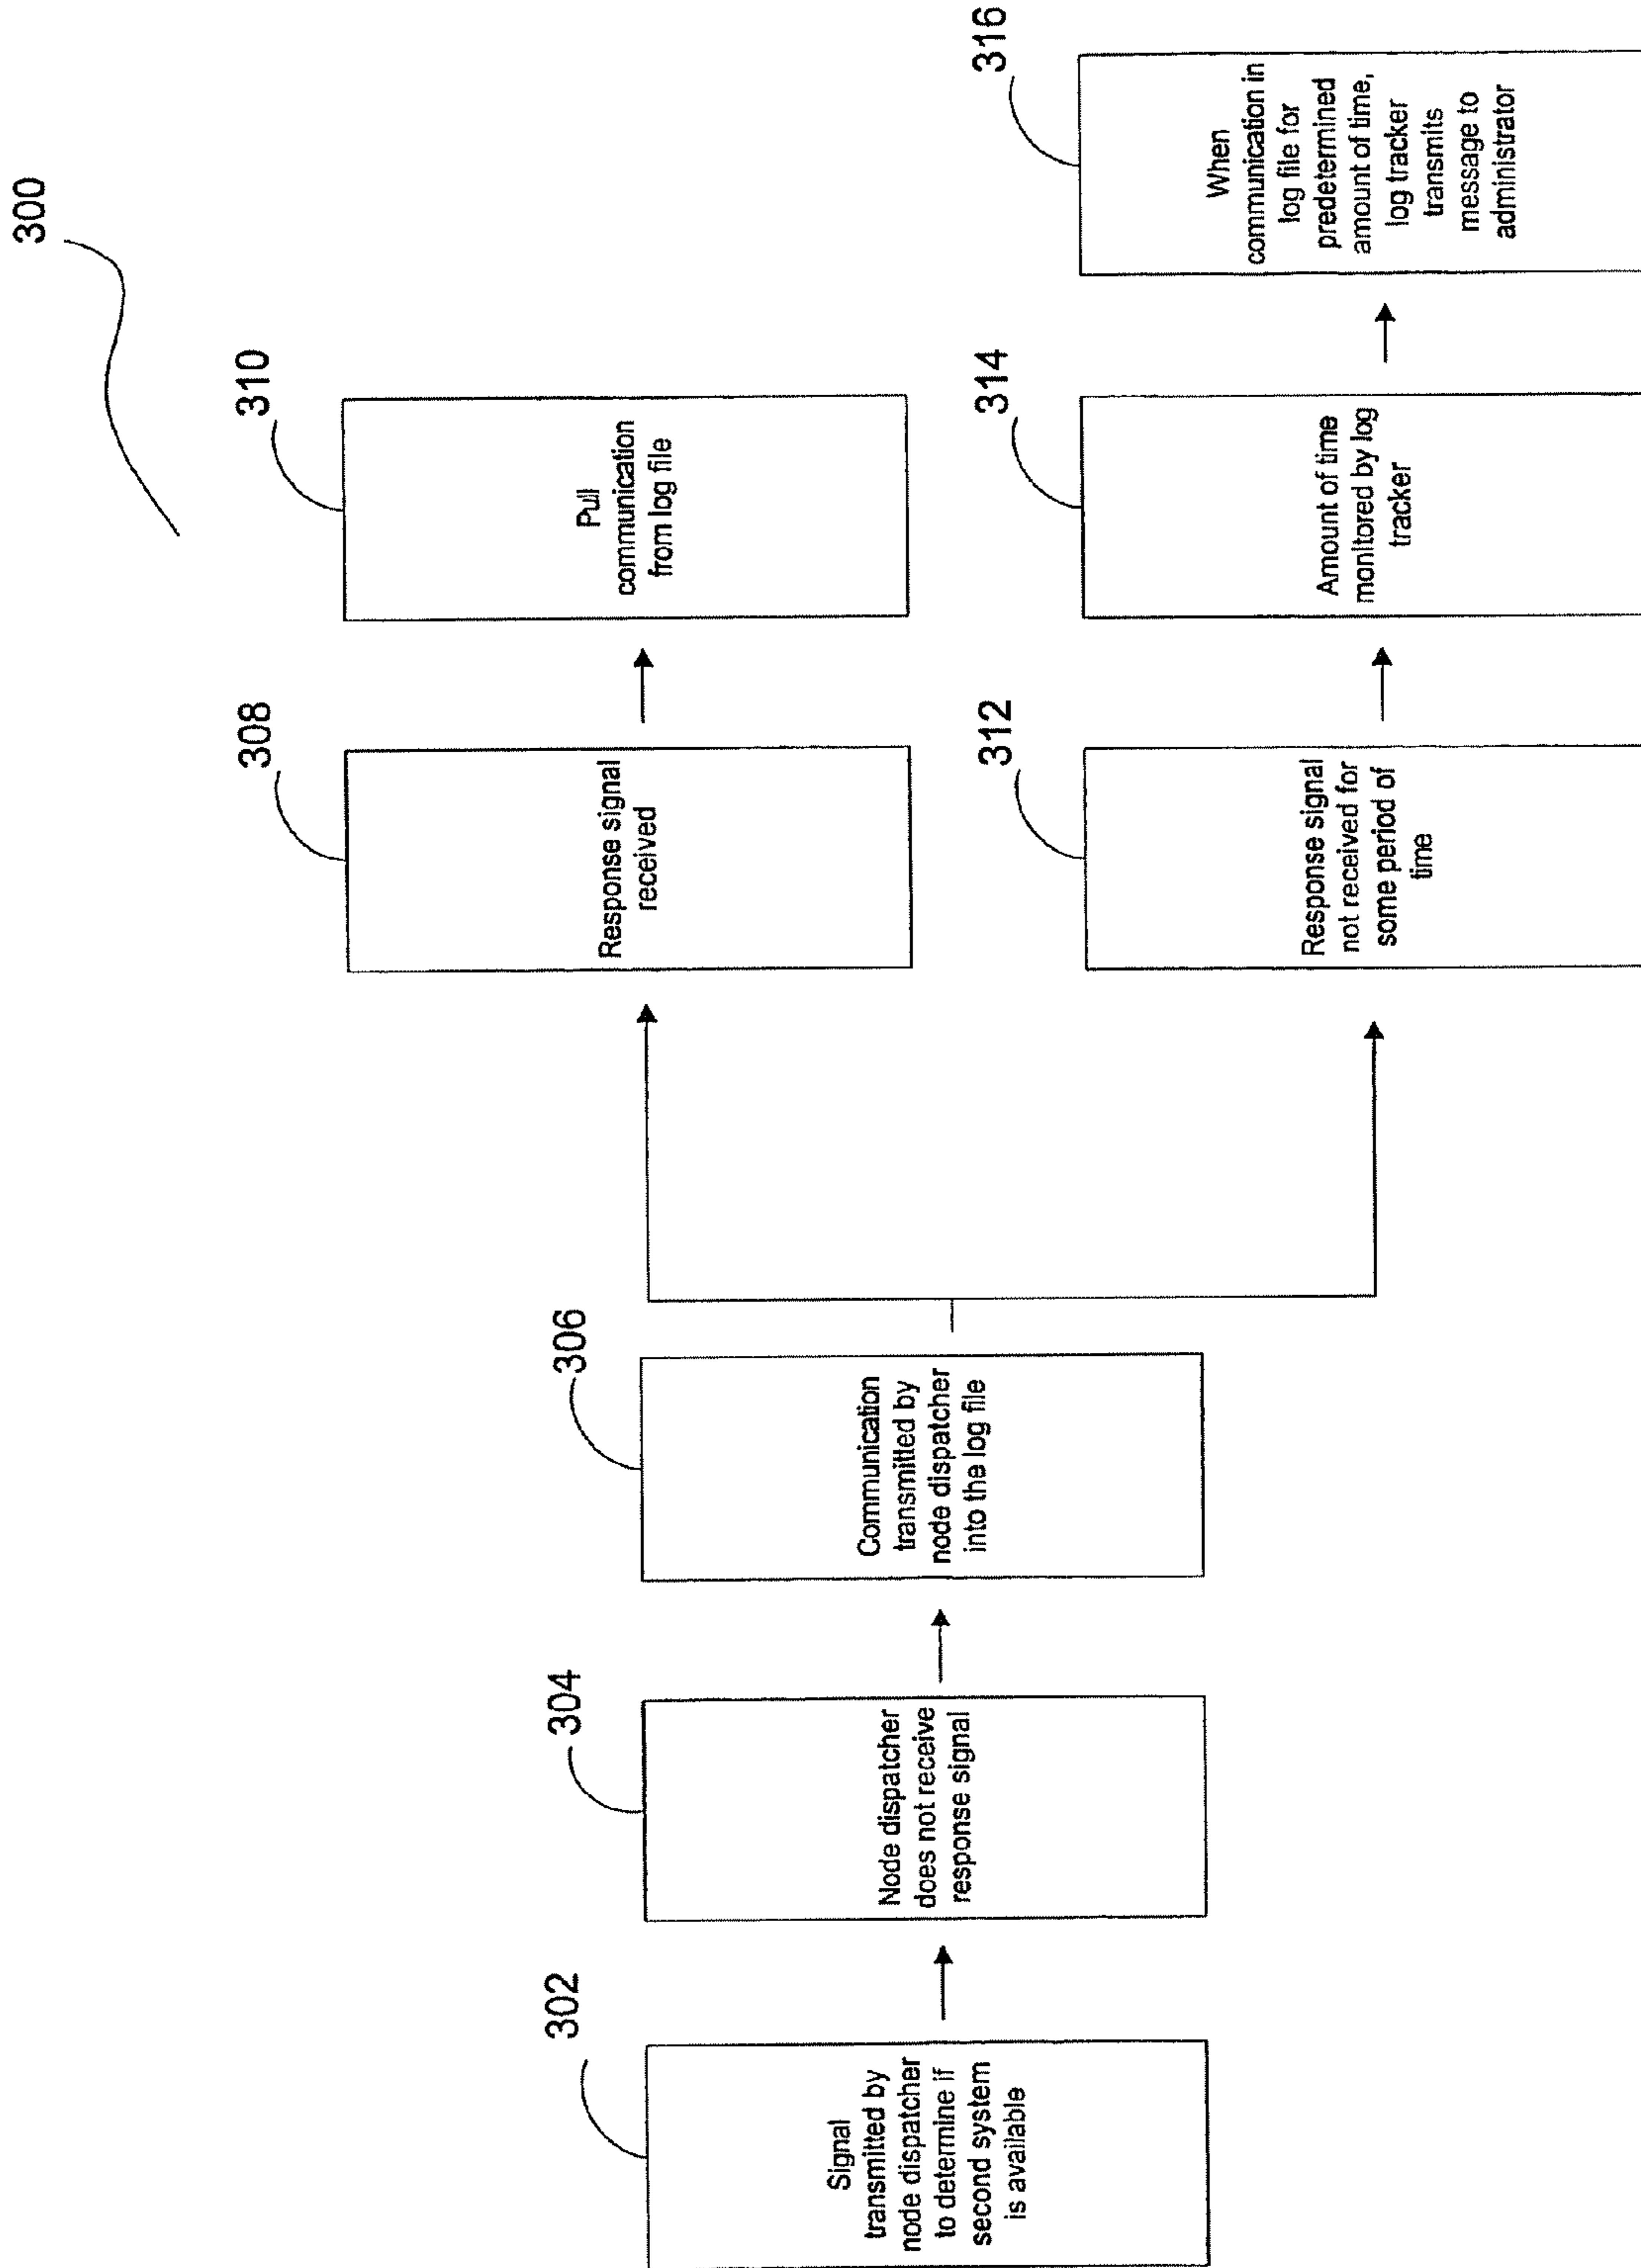 300
302
Signal
transmitted by
node dispatcher
to determine if
second system
is available
304
Node dispatcher
does not receive
response signal
306
Communication
transmitted by
node dispatcher
into the log file
308
Response signal
received
310
Pull
communication
from log file
312
Response signal
not received for
some period of
time
314
Amount of time
monitored by log
tracker
316
When
communication in
log file for
predetermined
amount of time,
log tracker
transmits
message to
administrator